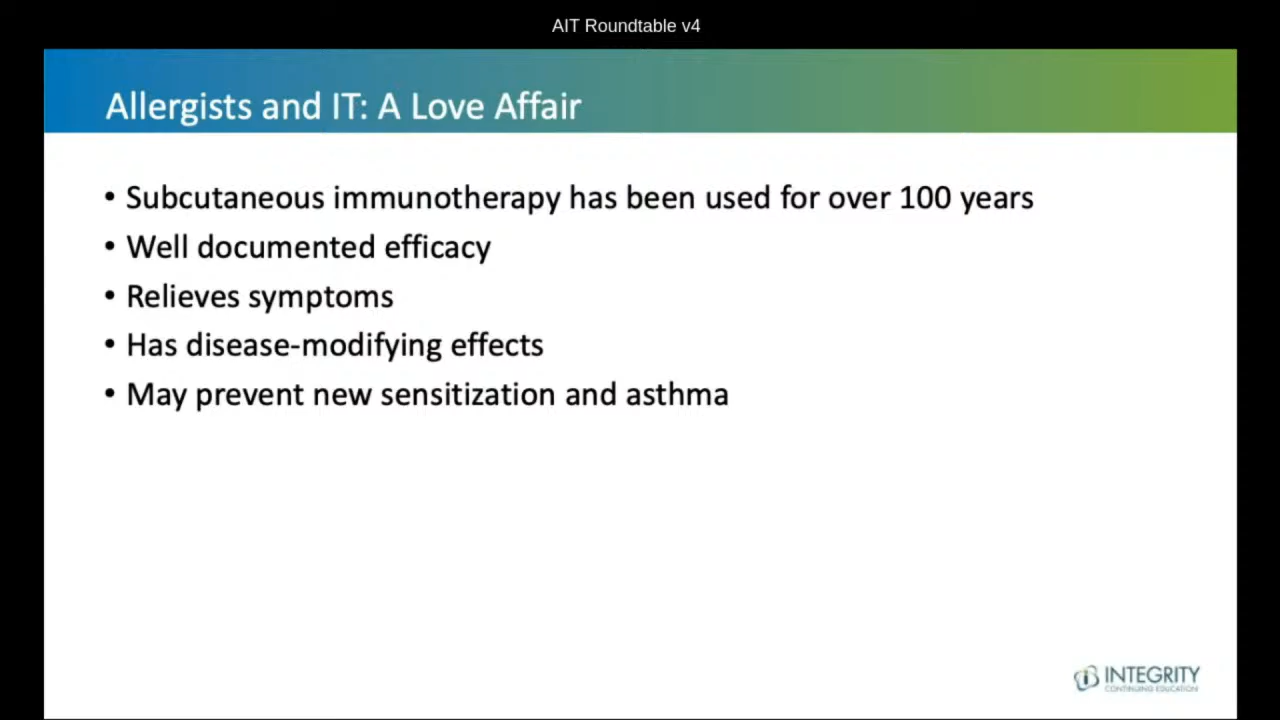 AIT Roundtable v4
Allergists and IT: A Love Affair
• Subcutaneous immunotherapy has been used for over 100 years
• Well documented efficacy
• Relieves symptoms
• Has disease-modifying effects
• May prevent new sensitization and asthma
INTEGRITY
CONTINUING EDUCATION